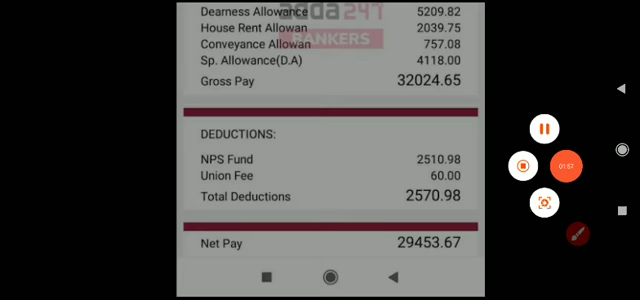 Dearness Allowance 5209.82
adda247
House Rent Allowan 2039.75
BANKERS
Conveyance Allowan 757.08
Sp. Allowance(D.A) 4118.00
Gross Pay 32024.65
DEDUCTIONS:
NPS Fund 2510.98
Union Fee 60.00
Total Deductions 2570.98
Net Pay 29453.67
01:57